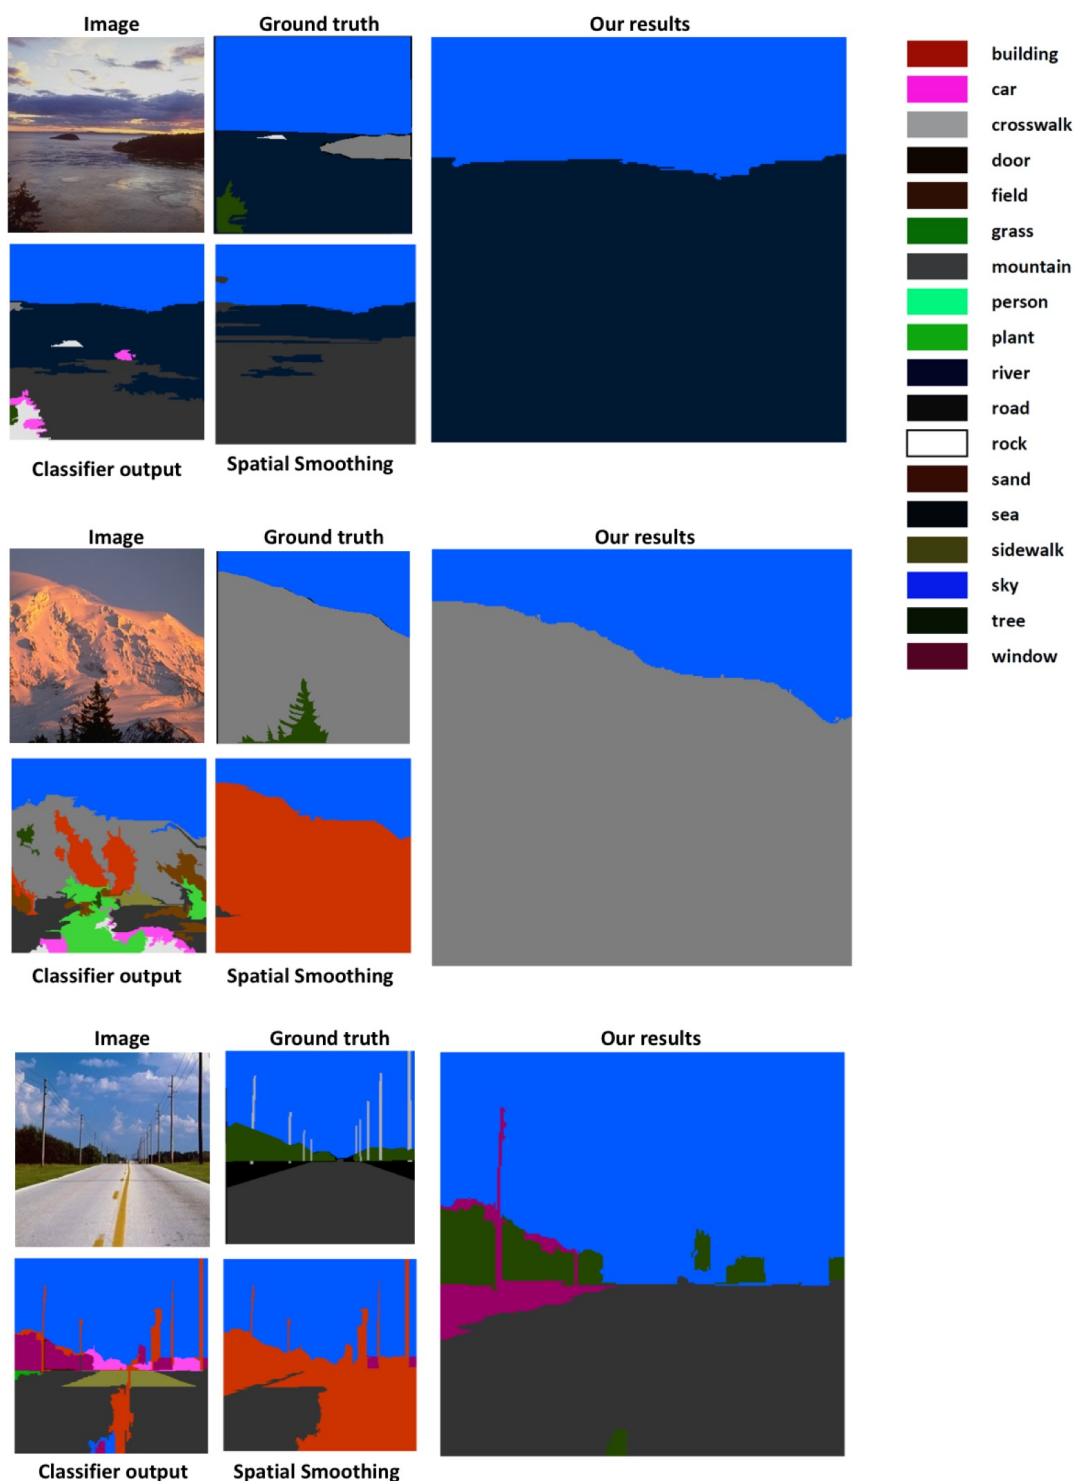 Image
Ground truth
Our results
Classifier output
Spatial Smoothing
Image
Ground truth
Our results
Classifier output
Spatial Smoothing
Image
Ground truth
Our results
Classifier output
Spatial Smoothing
building
car
crosswalk
door
field
grass
mountain
person
plant
river
road
rock
sand
sea
sidewalk
sky
tree
window